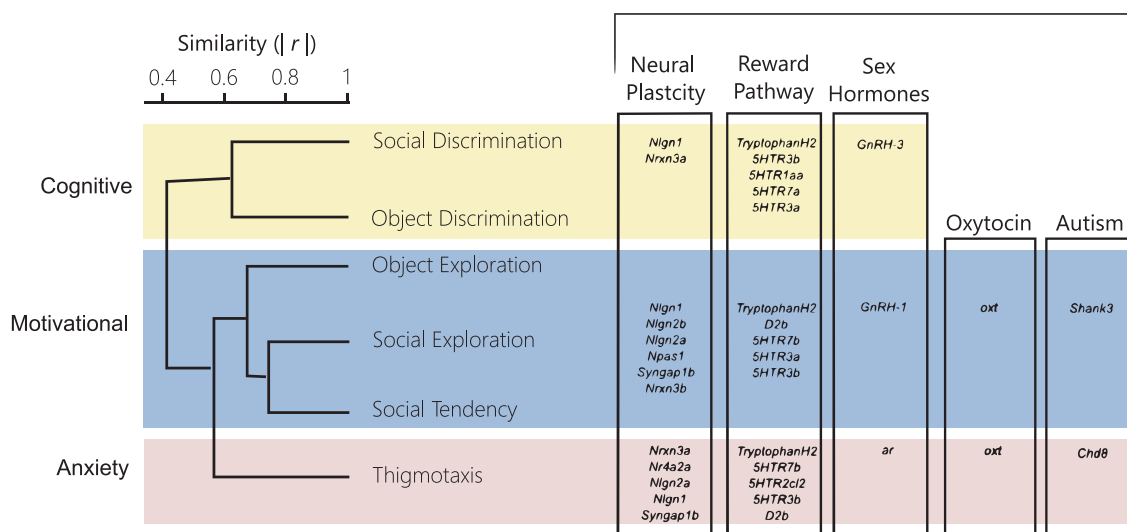 Similarity (| r |)
0.4 0.6 0.8 1
Neural
Plastcity
Reward
Pathway
Sex
Hormones
Oxytocin
Autism
Cognitive
Social Discrimination
Object Discrimination
Nlgn1
Nrxn3a
TryptophanH2
5HTR3b
5HTR1aa
5HTR7a
5HTR3a
GnRH-3
Motivational
Object Exploration
Social Exploration
Social Tendency
Nlgn1
Nlgn2b
Nlgn2a
Npas1
Syngap1b
Nrxn3b
TryptophanH2
D2b
5HTR7b
5HTR3a
5HTR3b
GnRH-1
oxt
Shank3
Anxiety
Thigmotaxis
Nrxn3a
Nr4a2a
Nlgn2a
Nlgn1
Syngap1b
TryptophanH2
5HTR7b
5HTR2cl2
5HTR3b
D2b
ar
oxt
Chd8